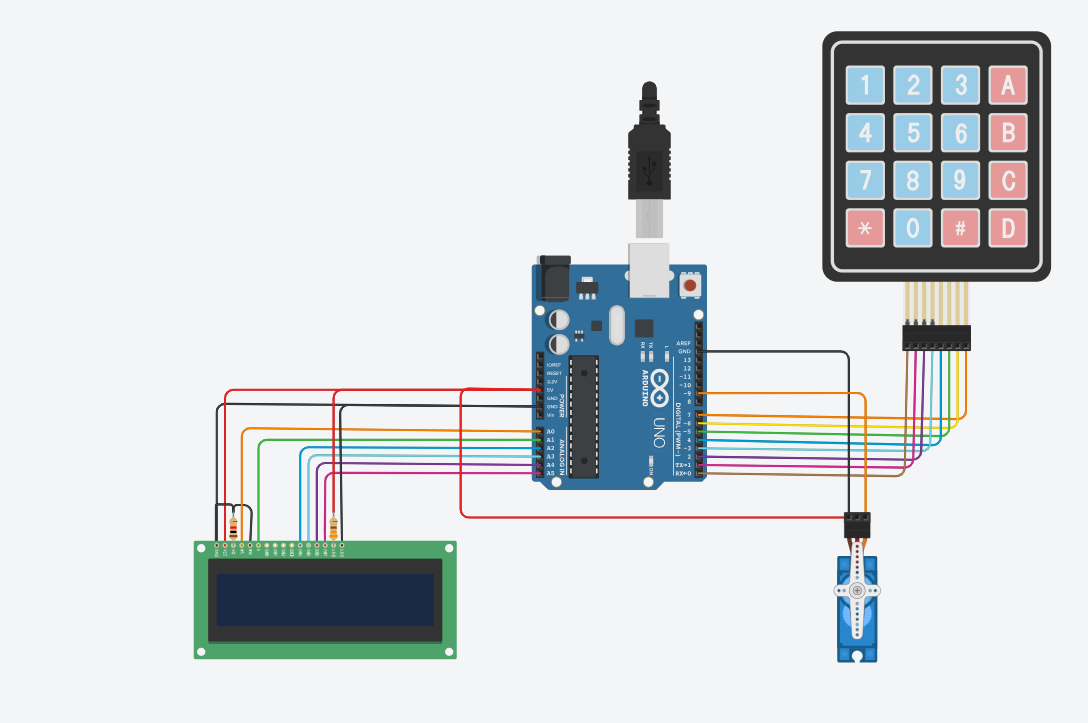 1 2 3 A
4 5 6 B
7 8 9 C
* 0 # D
AREF
GND
13
12
~11
~10
~9
8
7
~6
~5
4
~3
2
TX→1
RX←0
DIGITAL (PWM~)
IOREF
RESET
3.3V
5V
GND
GND
Vin
POWER
A0
A1
A2
A3
A4
A5
ANALOG IN
RX
TX
L
ARDUINO
UNO
ON